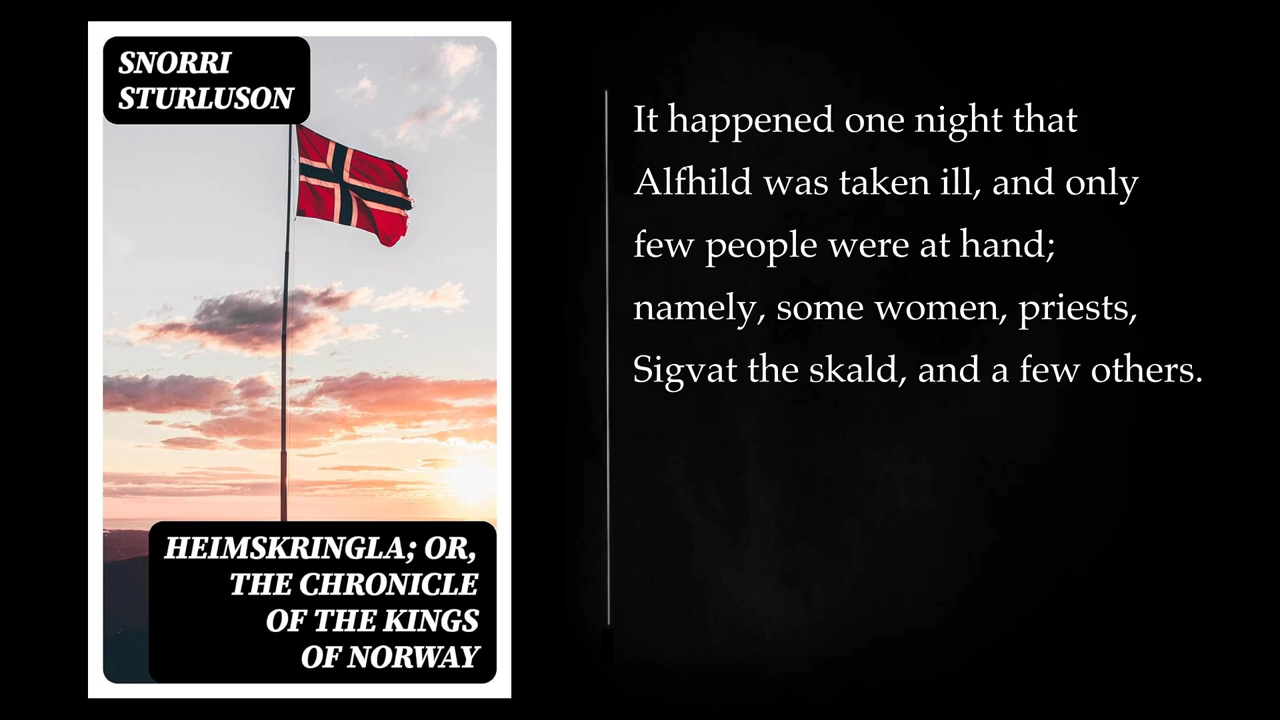 SNORRI
STURLUSON
HEIMSKRINGLA; OR,
THE CHRONICLE
OF THE KINGS
OF NORWAY
It happened one night that
Alfhild was taken ill, and only
few people were at hand;
namely, some women, priests,
Sigvat the skald, and a few others.